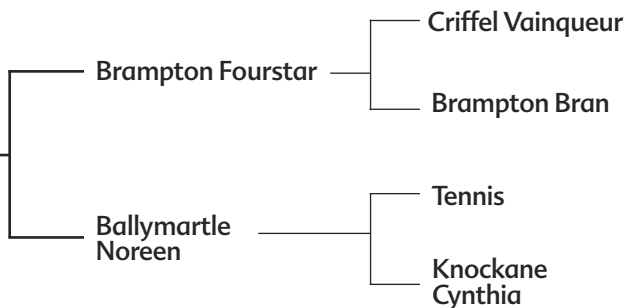 Criffel Vainqueur
Brampton Fourstar
Brampton Bran
Tennis
Ballymartle
Noreen
Knockane
Cynthia